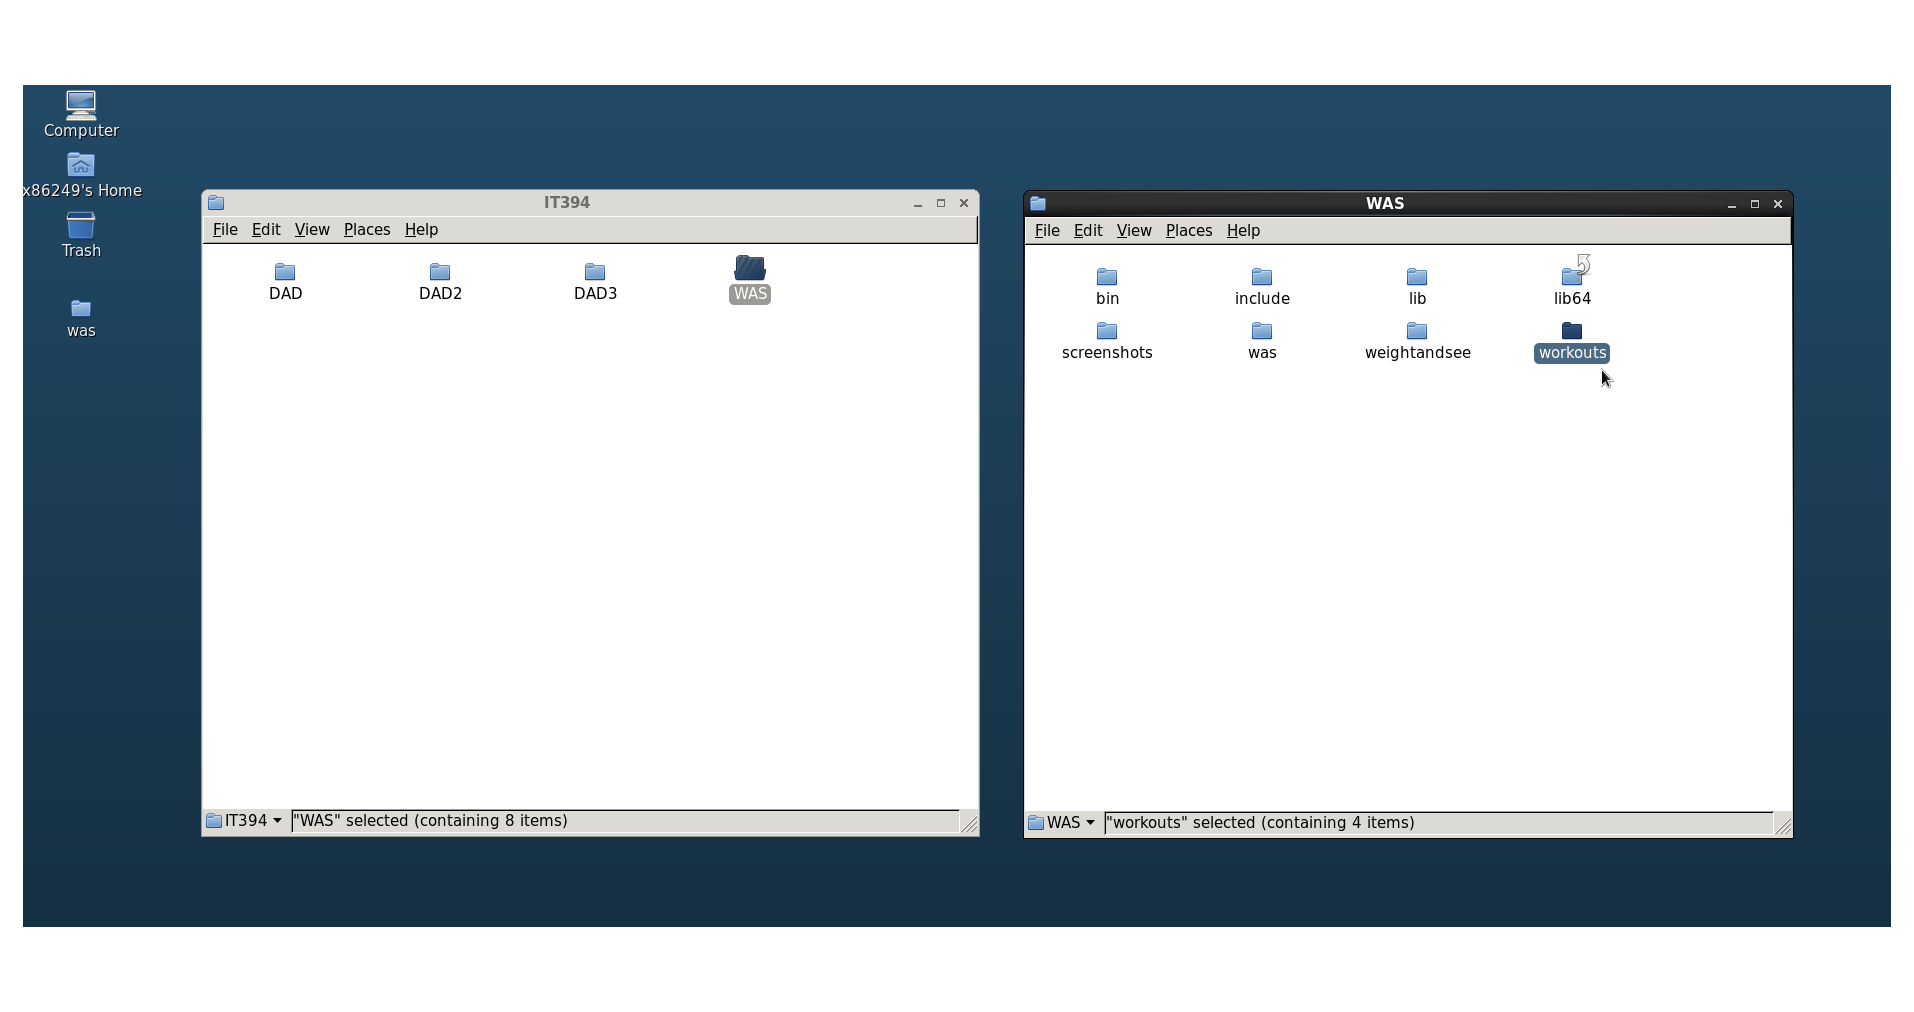 Computer
x86249's Home
Trash
was
IT394
File Edit View Places Help
DAD DAD2 DAD3 WAS
IT394 "WAS" selected (containing 8 items)
WAS
File Edit View Places Help
bin include lib lib64
screenshots was weightandsee workouts
WAS "workouts" selected (containing 4 items)